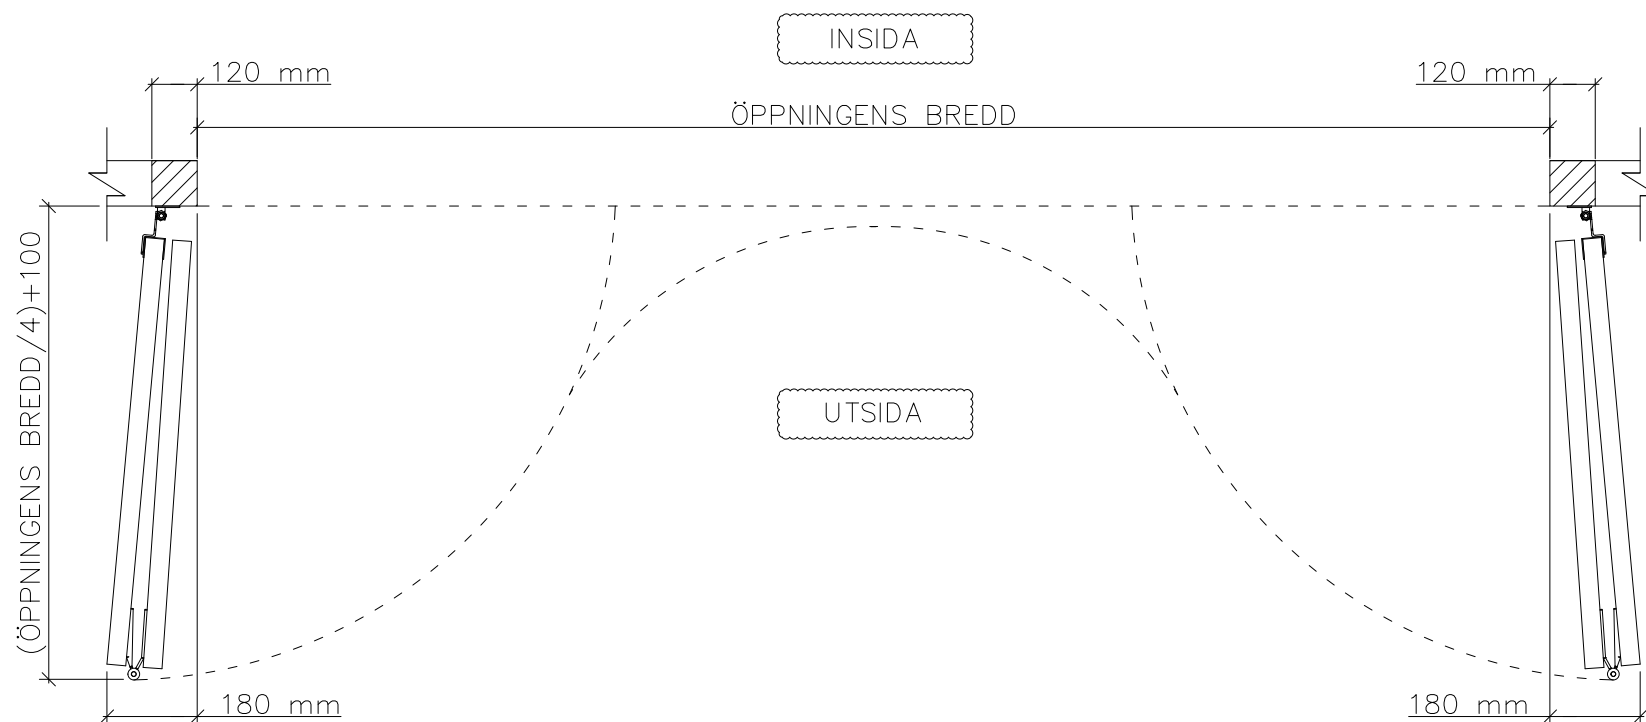 INSIDA
120 mm
120 mm
ÖPPNINGENS BREDD
(ÖPPNINGENS BREDD/4)+100
UTSIDA
180 mm
180 mm